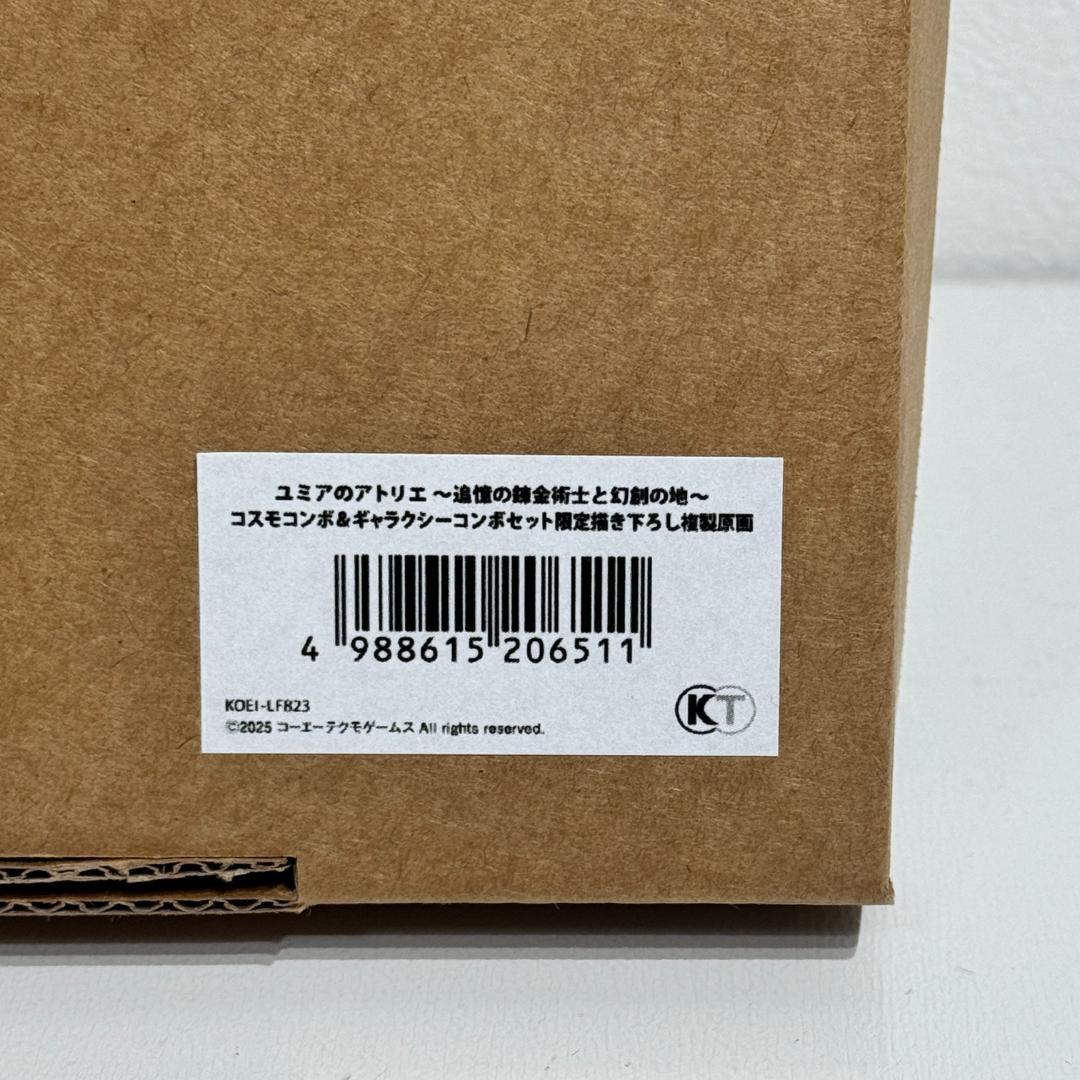 ユミアのアトリエ ～追憶の錬金術士と幻創の地～
コスモコンボ&ギャラクシーコンボセット限定描き下ろし複製原画
4 988615 206511
KOEI-LF823
©2025 コーエーテクモゲームス All rights reserved.
KT